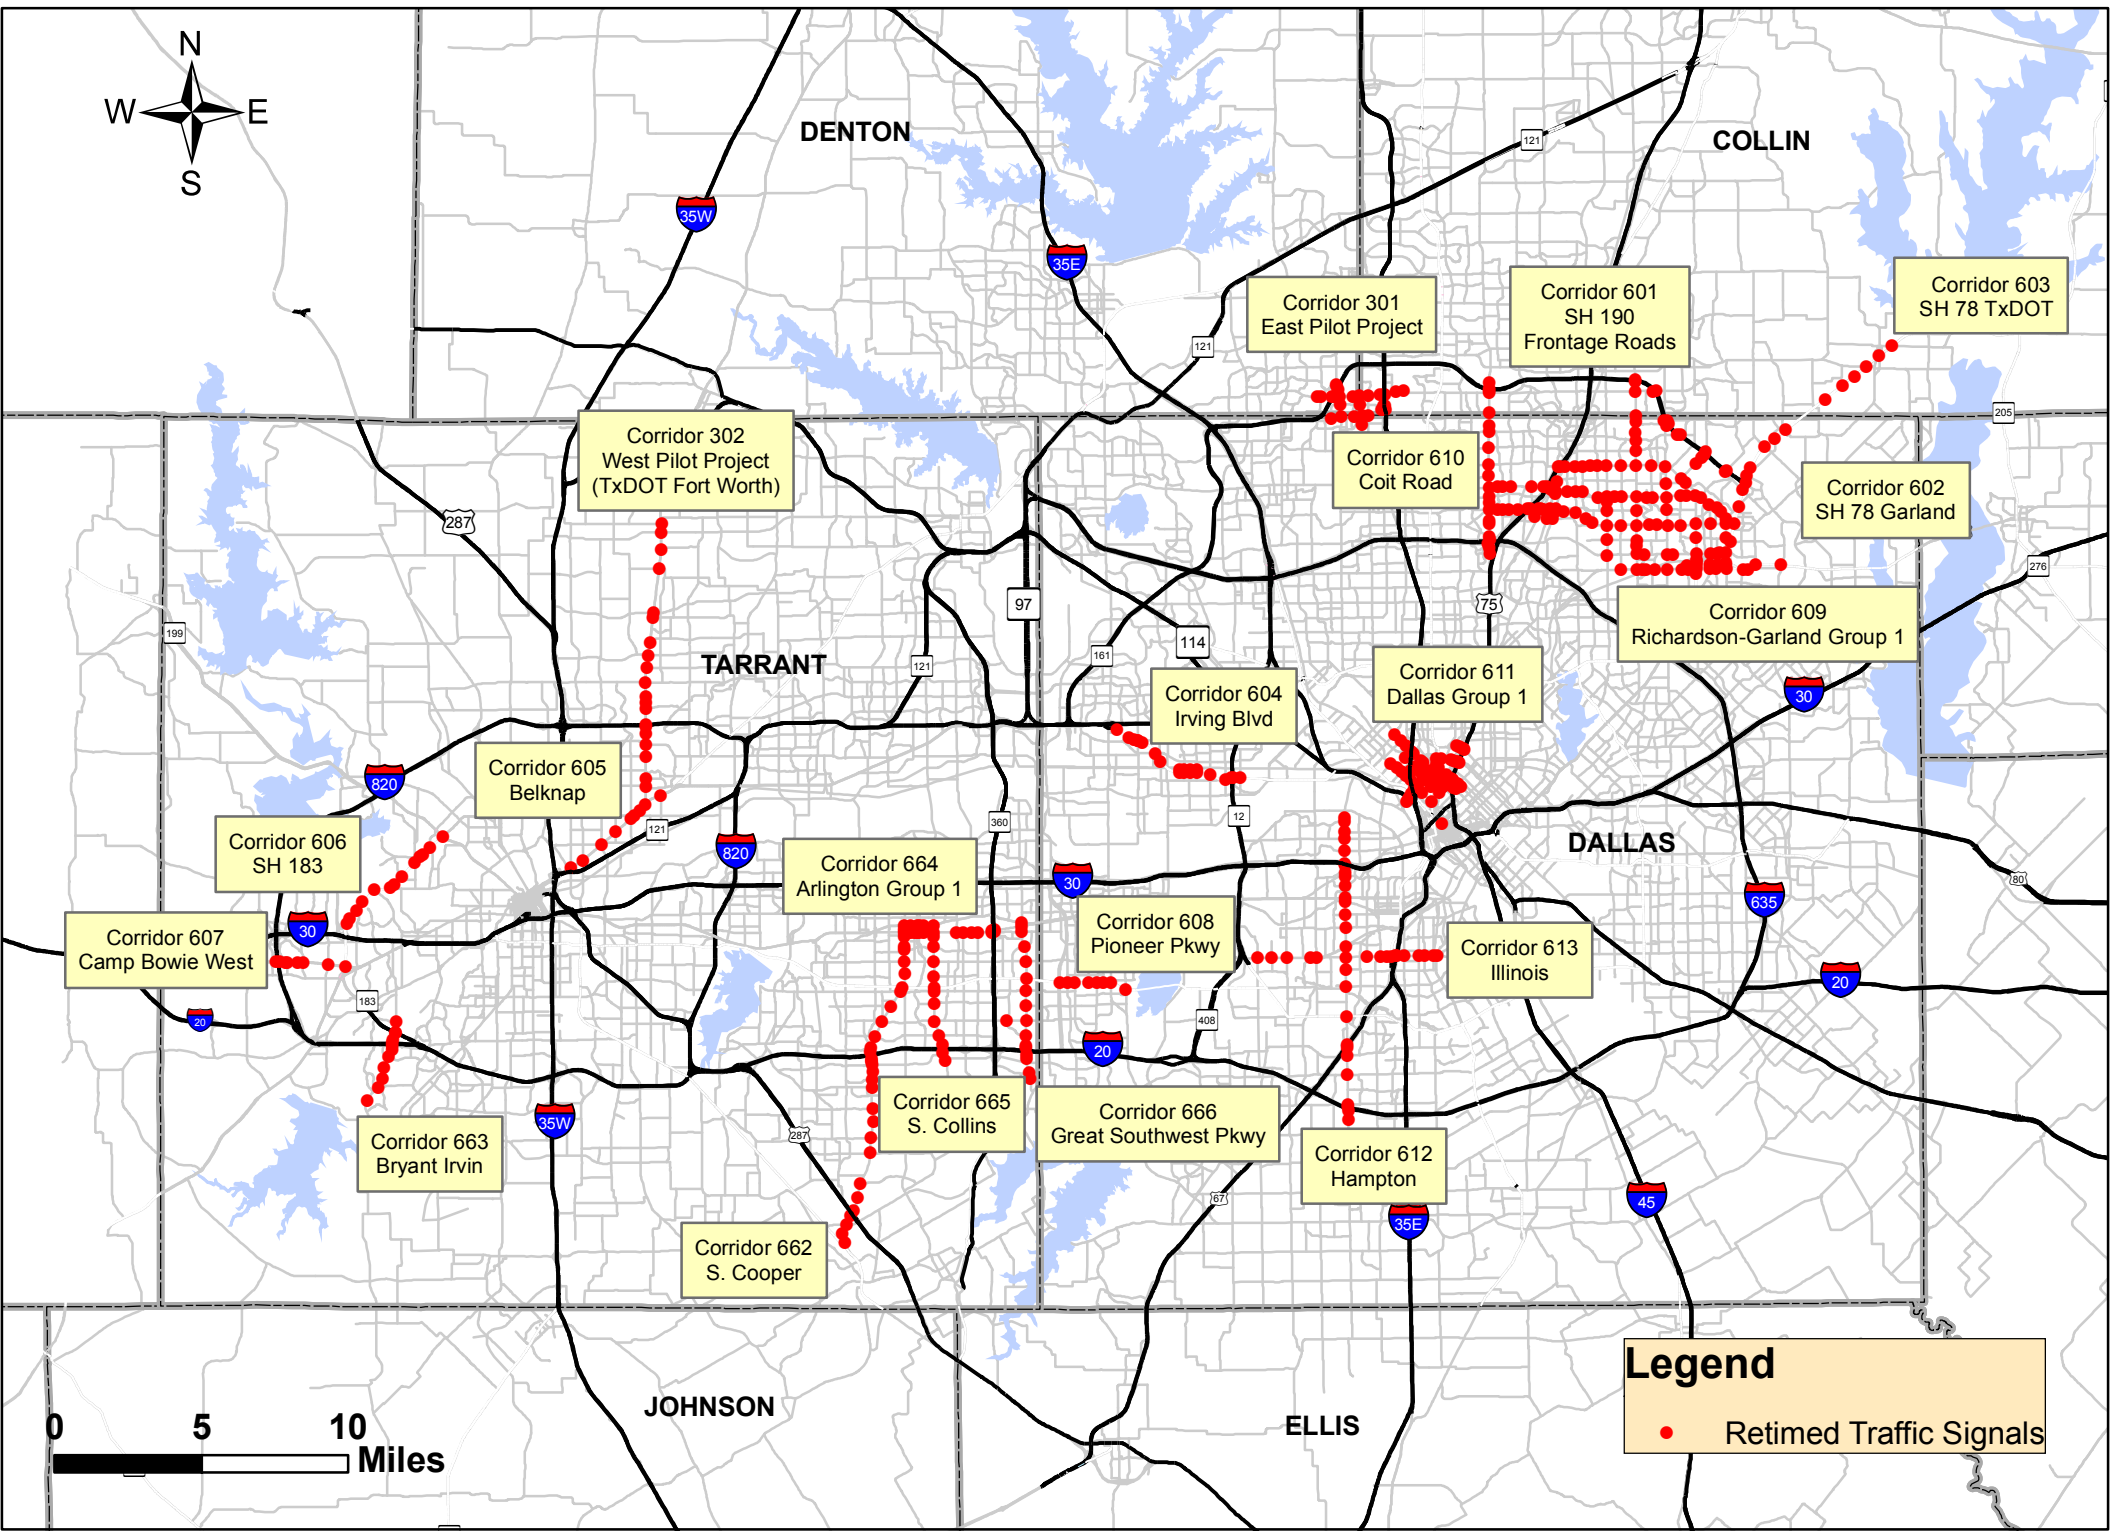 N
W E
S
DENTON
COLLIN
121
35W
35E
Corridor 301
East Pilot Project
Corridor 601
SH 190
Frontage Roads
Corridor 603
SH 78 TxDOT
121
205
Corridor 302
West Pilot Project
(TxDOT Fort Worth)
Corridor 610
Coit Road
Corridor 602
SH 78 Garland
287
276
97
75
Corridor 609
Richardson-Garland Group 1
199
114
161
121
TARRANT
Corridor 611
Dallas Group 1
Corridor 604
Irving Blvd
30
Corridor 605
Belknap
820
12
360
121
Corridor 606
SH 183
820
Corridor 664
Arlington Group 1
30
DALLAS
80
635
Corridor 607
Camp Bowie West
30
Corridor 608
Pioneer Pkwy
Corridor 613
Illinois
20
183
20
408
20
Corridor 663
Bryant Irvin
35W
287
Corridor 665
S. Collins
Corridor 666
Great Southwest Pkwy
Corridor 612
Hampton
67
45
35E
Corridor 662
S. Cooper
Legend
Retimed Traffic Signals
JOHNSON
ELLIS
0 5 10
Miles